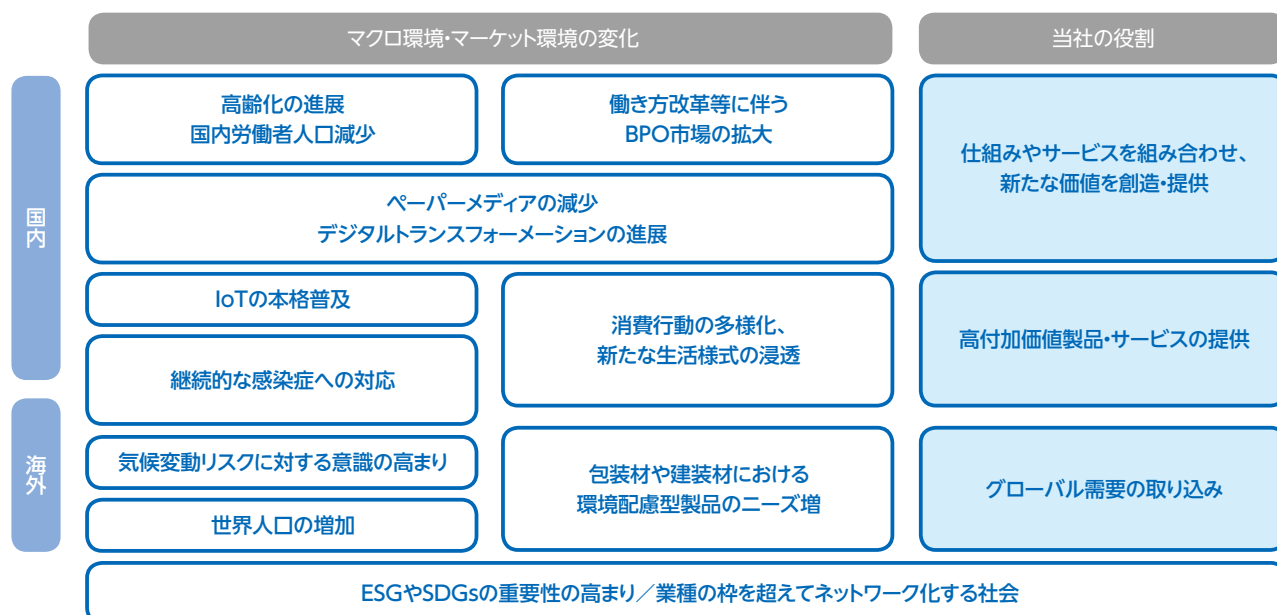 マクロ環境・マーケット環境の変化
当社の役割
国内
高齢化の進展
国内労働者人口減少
働き方改革等に伴う
BPO市場の拡大
仕組みやサービスを組み合わせ、
新たな価値を創造・提供
ペーパーメディアの減少
デジタルトランスフォーメーションの進展
IoTの本格普及
消費行動の多様化、
新たな生活様式の浸透
高付加価値製品・サービスの提供
継続的な感染症への対応
海外
気候変動リスクに対する意識の高まり
包装材や建装材における
環境配慮型製品のニーズ増
グローバル需要の取り込み
世界人口の増加
ESGやSDGsの重要性の高まり／業種の枠を超えてネットワーク化する社会